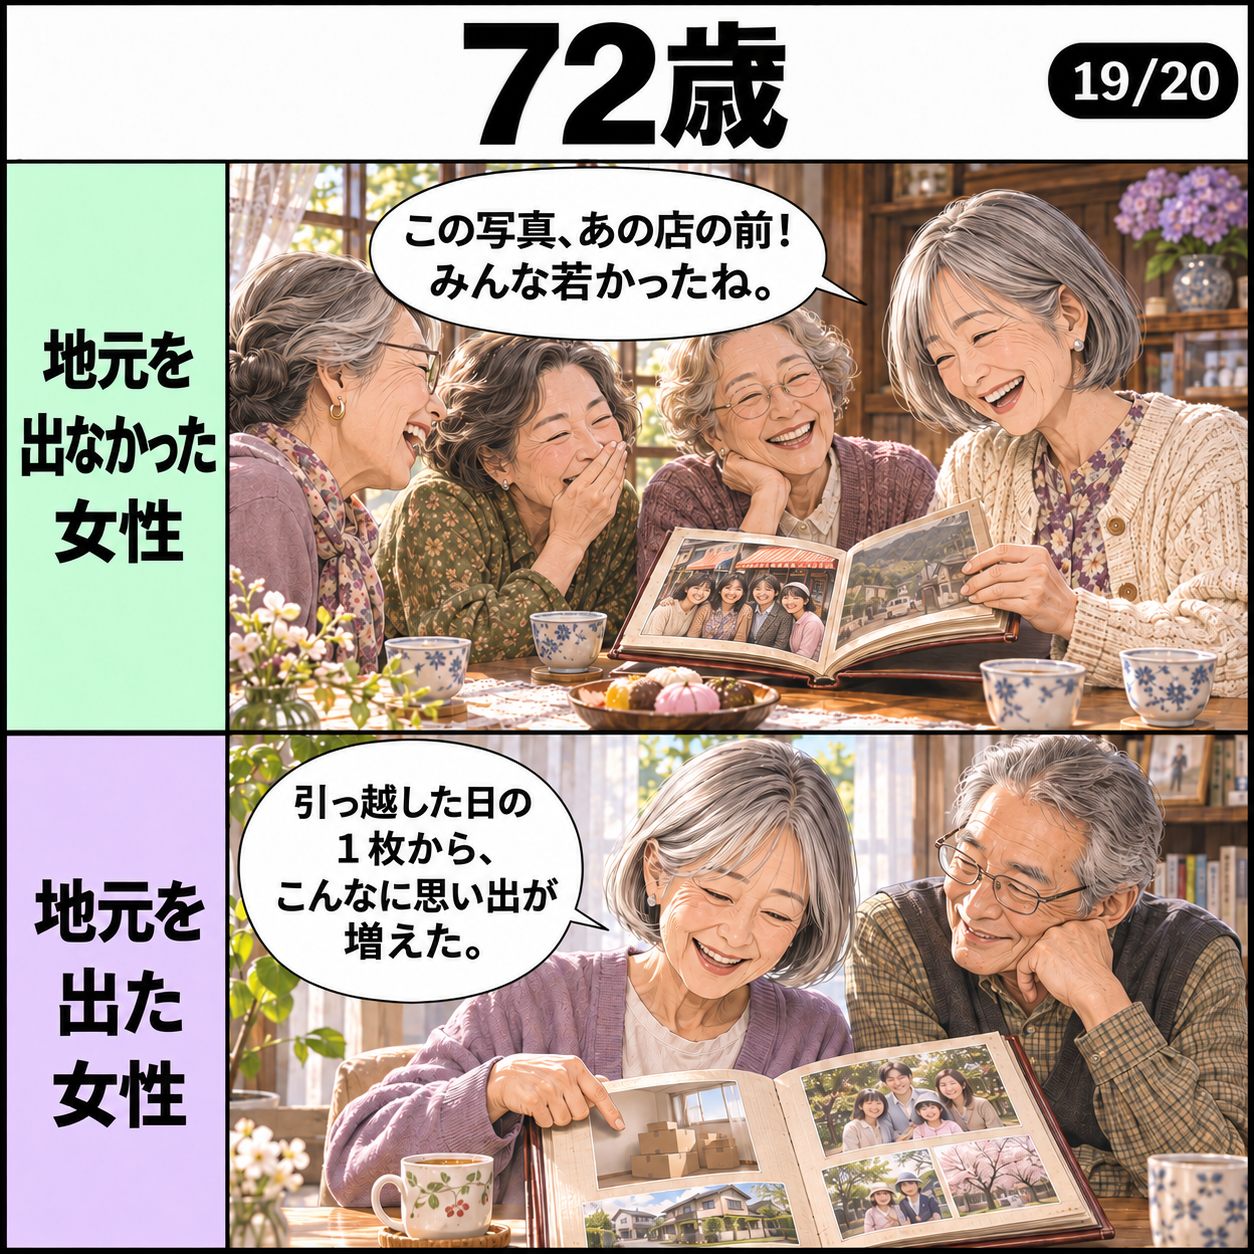 72歳
19/20
地元を
出なかった
女性
この写真、あの店の前!
みんな若かったね。
地元を
出た
女性
引っ越した日の
1枚から、
こんなに思い出が
増えた。